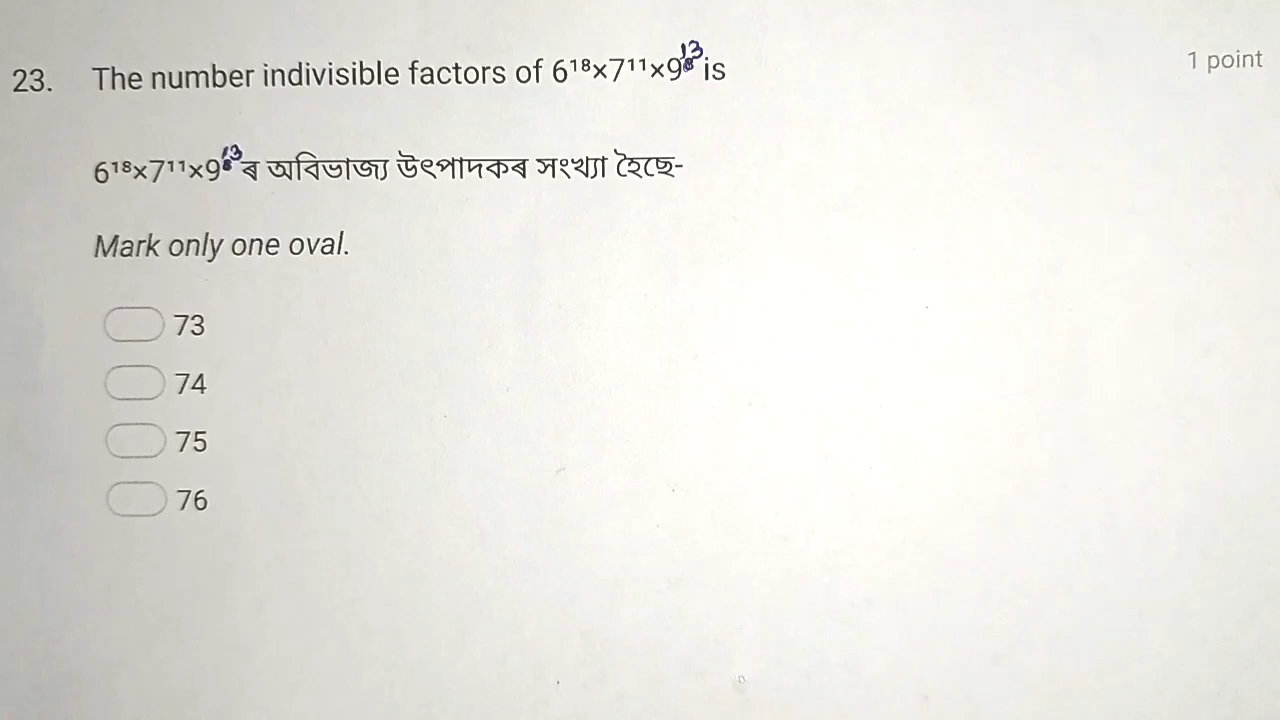 23. The number indivisible factors of 6¹⁸×7¹¹×9¹³ is
1 point
6¹⁸×7¹¹×9¹³ৰ অবিভাজ্য উৎপাদকৰ সংখ্যা হৈছে-
Mark only one oval.
73
74
75
76